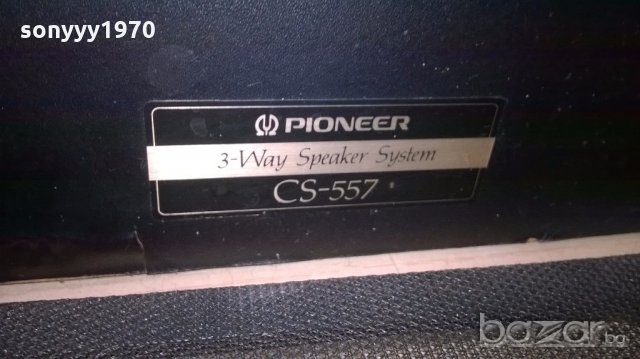 sonyyy1970
PIONEER
3-Way Speaker System
CS-557
bazar.bg